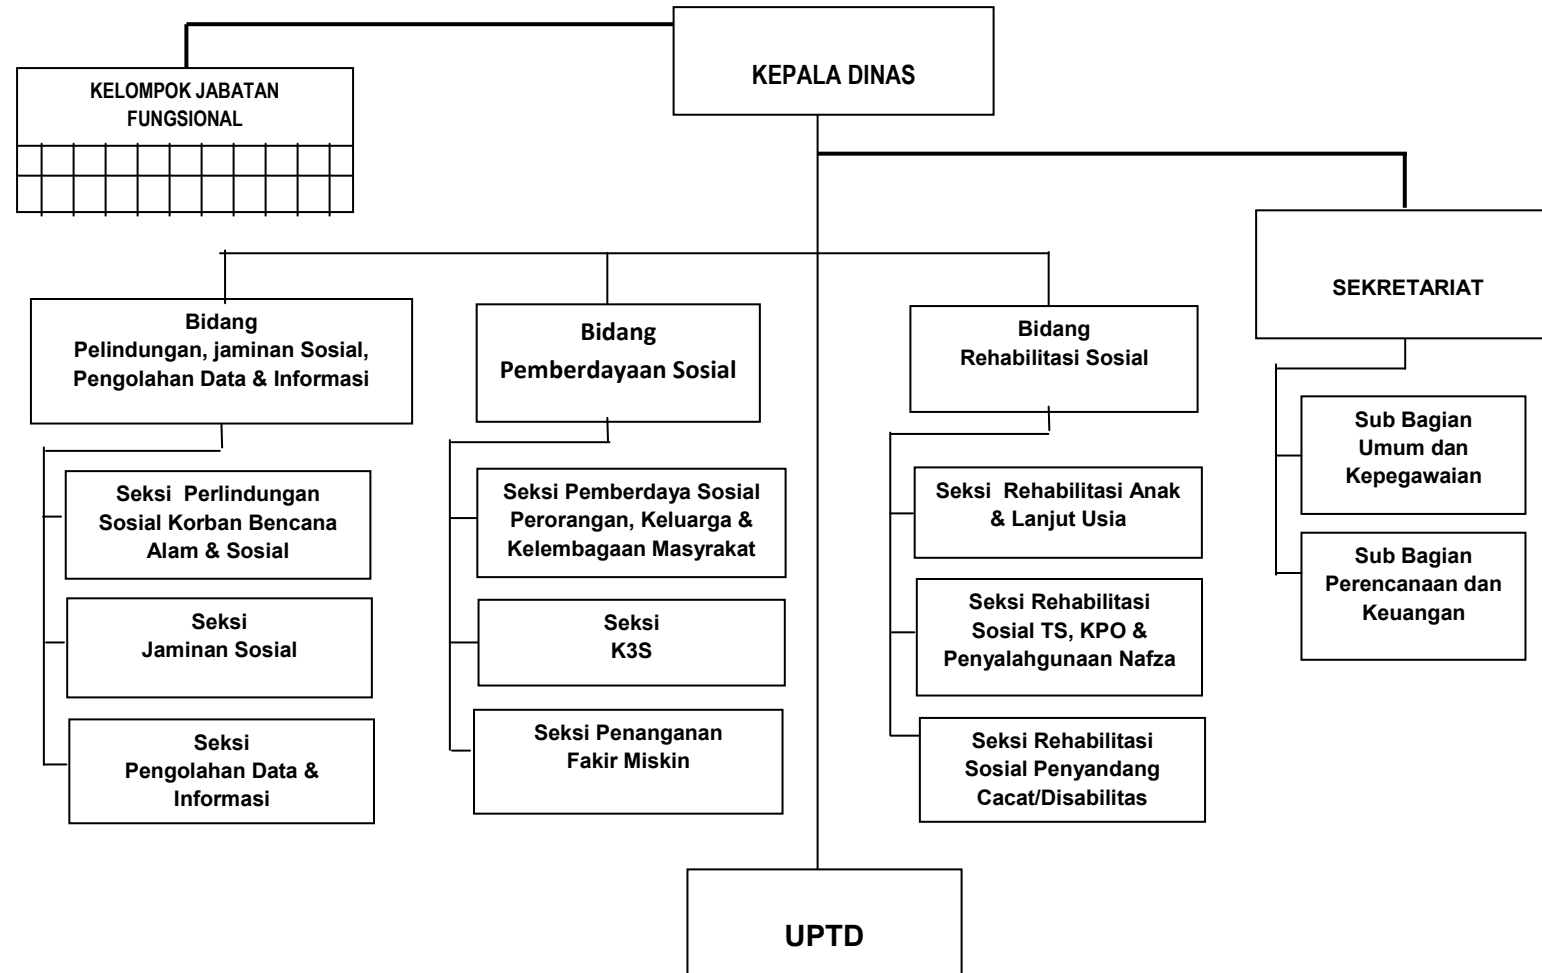 KEPALA DINAS
KELOMPOK JABATAN
FUNGSIONAL
SEKRETARIAT
Bidang
Pelindungan, jaminan Sosial,
Pengolahan Data & Informasi
Bidang
Pemberdayaan Sosial
Bidang
Rehabilitasi Sosial
Sub Bagian
Umum dan
Kepegawaian
Sub Bagian
Perencanaan dan
Keuangan
Seksi  Perlindungan
Sosial Korban Bencana
Alam & Sosial
Seksi
Jaminan Sosial
Seksi
Pengolahan Data &
Informasi
Seksi Pemberdaya Sosial
Perorangan, Keluarga &
Kelembagaan Masyrakat
Seksi
K3S
Seksi Penanganan
Fakir Miskin
Seksi  Rehabilitasi Anak
& Lanjut Usia
Seksi Rehabilitasi
Sosial TS, KPO &
Penyalahgunaan Nafza
Seksi Rehabilitasi
Sosial Penyandang
Cacat/Disabilitas
UPTD